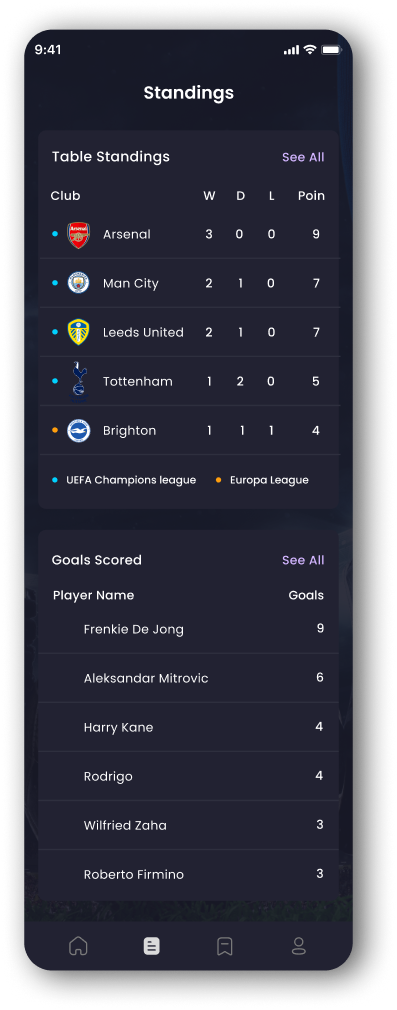 9:41
Standings
Table Standings See All
Club W D L Poin
Arsenal 3 0 0 9
Man City 2 1 0 7
Leeds United 2 1 0 7
Tottenham 1 2 0 5
Brighton 1 1 1 4
UEFA Champions league Europa League
Goals Scored See All
Player Name Goals
Frenkie De Jong 9
Aleksandar Mitrovic 6
Harry Kane 4
Rodrigo 4
Wilfried Zaha 3
Roberto Firmino 3